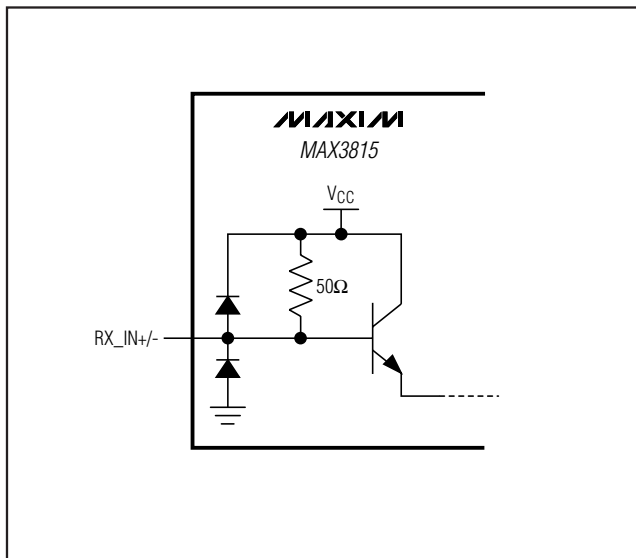 MAXIM
MAX3815
VCC
50Ω
RX_IN+/-